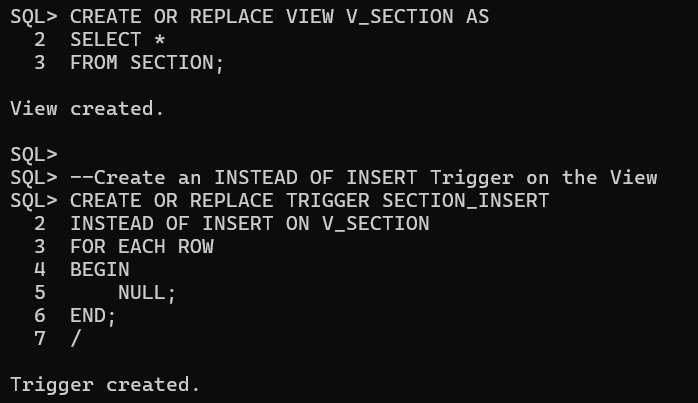 SQL> CREATE OR REPLACE VIEW V_SECTION AS
  2  SELECT *
  3  FROM SECTION;

View created.

SQL>
SQL> --Create an INSTEAD OF INSERT Trigger on the View
SQL> CREATE OR REPLACE TRIGGER SECTION_INSERT
  2  INSTEAD OF INSERT ON V_SECTION
  3  FOR EACH ROW
  4  BEGIN
  5      NULL;
  6  END;
  7  /

Trigger created.